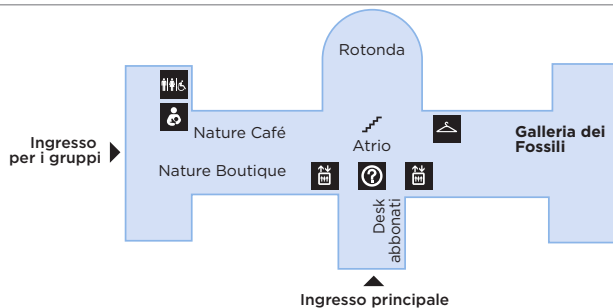 Rotonda
Nature Café
Atrio
Galleria dei
Fossili
Ingresso
per i gruppi
Nature Boutique
?
Desk
abbonati
Ingresso principale